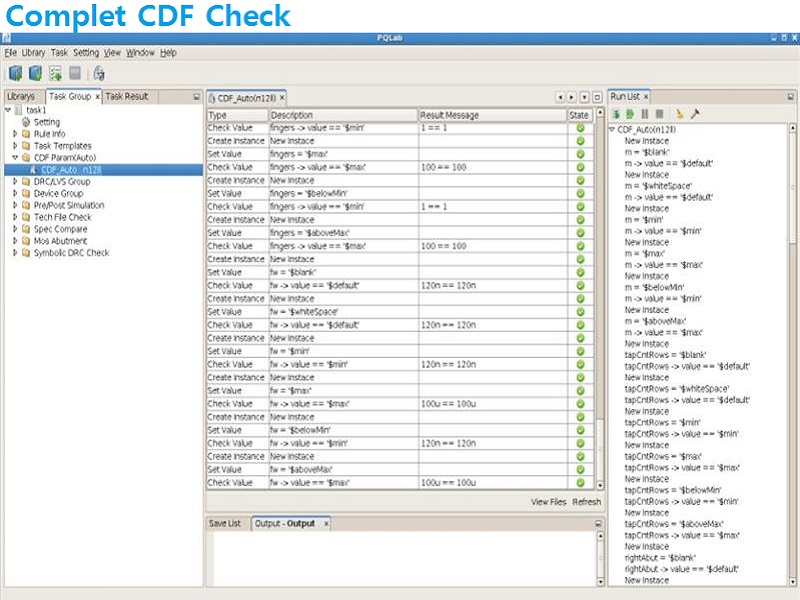 Complet CDF Check
PQLab
File Library Task Setting View Window Help
Librarys Task Group x Task Result
task1
Setting
Rule Info
Task Templates
CDF Param(Auto)
CDF_Auto n12ll
DRC/LVS Group
Device Group
Pre/Post Simulation
Tech File Check
Spec Compare
Mos Abutment
Symbolic DRC Check
CDF_Auto(n12ll) x
Type Description Result Message State
Check Value fingers -> value == '$min' 1 == 1
Create Instance New Instace
Set Value fingers = '$max'
Check Value fingers -> value == '$max' 100 == 100
Create Instance New Instace
Set Value fingers = '$belowMin'
Check Value fingers -> value == '$min' 1 == 1
Create Instance New Instace
Set Value fingers = '$aboveMax'
Check Value fingers -> value == '$max' 100 == 100
Create Instance New Instace
Set Value fw = '$blank'
Check Value fw -> value == '$default' 120n == 120n
Create Instance New Instace
Set Value fw = '$whiteSpace'
Check Value fw -> value == '$default' 120n == 120n
Create Instance New Instace
Set Value fw = '$min'
Check Value fw -> value == '$min' 120n == 120n
Create Instance New Instace
Set Value fw = '$max'
Check Value fw -> value == '$max' 100u == 100u
Create Instance New Instace
Set Value fw = '$belowMin'
Check Value fw -> value == '$min' 120n == 120n
Create Instance New Instace
Set Value fw = '$aboveMax'
Check Value fw -> value == '$max' 100u == 100u
View Files Refresh
Save List Output - Output x
Run List x
CDF_Auto(n12ll)
New Instace
m = '$blank'
m -> value == '$default'
New Instace
m = '$whiteSpace'
m -> value == '$default'
New Instace
m = '$min'
m -> value == '$min'
New Instace
m = '$max'
m -> value == '$max'
New Instace
m = '$belowMin'
m -> value == '$min'
New Instace
m = '$aboveMax'
m -> value == '$max'
New Instace
tapCntRows = '$blank'
tapCntRows -> value == '$default'
New Instace
tapCntRows = '$whiteSpace'
tapCntRows -> value == '$default'
New Instace
tapCntRows = '$min'
tapCntRows -> value == '$min'
New Instace
tapCntRows = '$max'
tapCntRows -> value == '$max'
New Instace
tapCntRows = '$belowMin'
tapCntRows -> value == '$min'
New Instace
tapCntRows = '$aboveMax'
tapCntRows -> value == '$max'
New Instace
rightAbut = '$blank'
rightAbut -> value == '$default'
New Instace